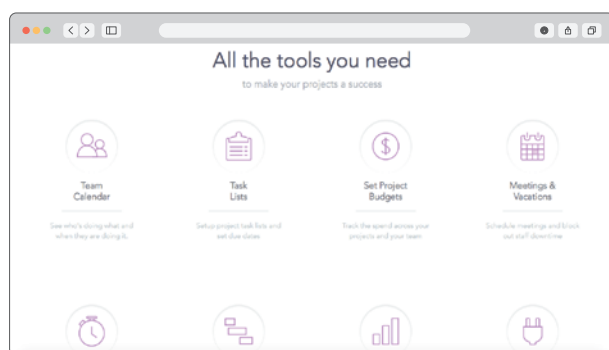 All the tools you need
to make your projects a success
Team
Calendar
Task
Lists
Set Project
Budgets
Meetings &
Vacations
See who's doing what and
when they are doing it.
Setup project task lists and
set due dates
Track the spend across your
projects and your team
Schedule meetings and block
out staff downtime